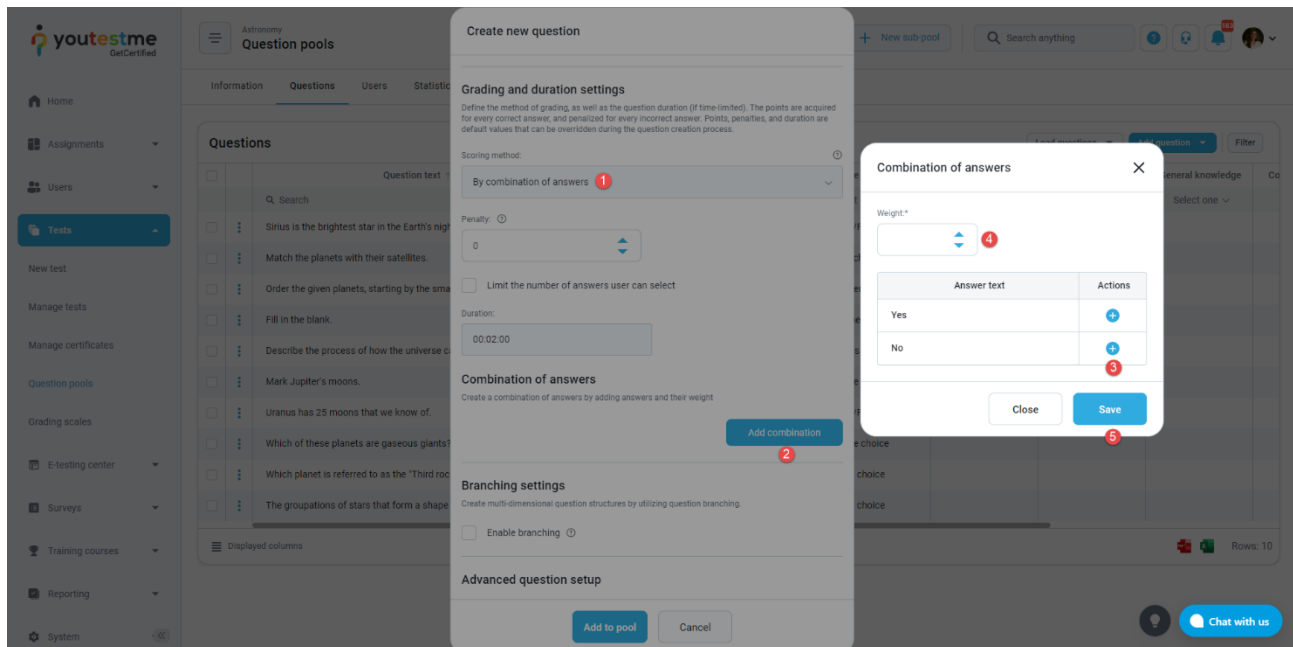 youtestme
GetCertified
Home
Assignments
Users
Tests
New test
Manage tests
Manage certificates
Question pools
Grading scales
E-testing center
Surveys
Training courses
Reporting
System
Astronomy
Question pools
New sub-pool
Search anything
183
Information Questions Users Statistic
Questions
Add question
Filter
Question text
General knowledge
Co
Search
Select one
Sirius is the brightest star in the Earth's nigh
Match the planets with their satellites.
Order the given planets, starting by the sma
Fill in the blank.
Describe the process of how the universe c
Mark Jupiter's moons.
Uranus has 25 moons that we know of.
Which of these planets are gaseous giants?
e choice
Which planet is referred to as the "Third roc
choice
The groupations of stars that form a shape
choice
Displayed columns
Rows: 10
Create new question
Grading and duration settings
Define the method of grading, as well as the question duration (if time-limited). The points are acquired
for every correct answer, and penalized for every incorrect answer. Points, penalties, and duration are
default values that can be overridden during the question creation process.
Scoring method:
By combination of answers 1
Penalty:
0
Limit the number of answers user can select
Duration:
00:02.00
Combination of answers
Create a combination of answers by adding answers and their weight
Add combination
2
Branching settings
Create multi-dimensional question structures by utilizing question branching.
Enable branching
Advanced question setup
Add to pool Cancel
Combination of answers
Weight:*
4
Answer text Actions
Yes
No
3
Close Save
5
Chat with us